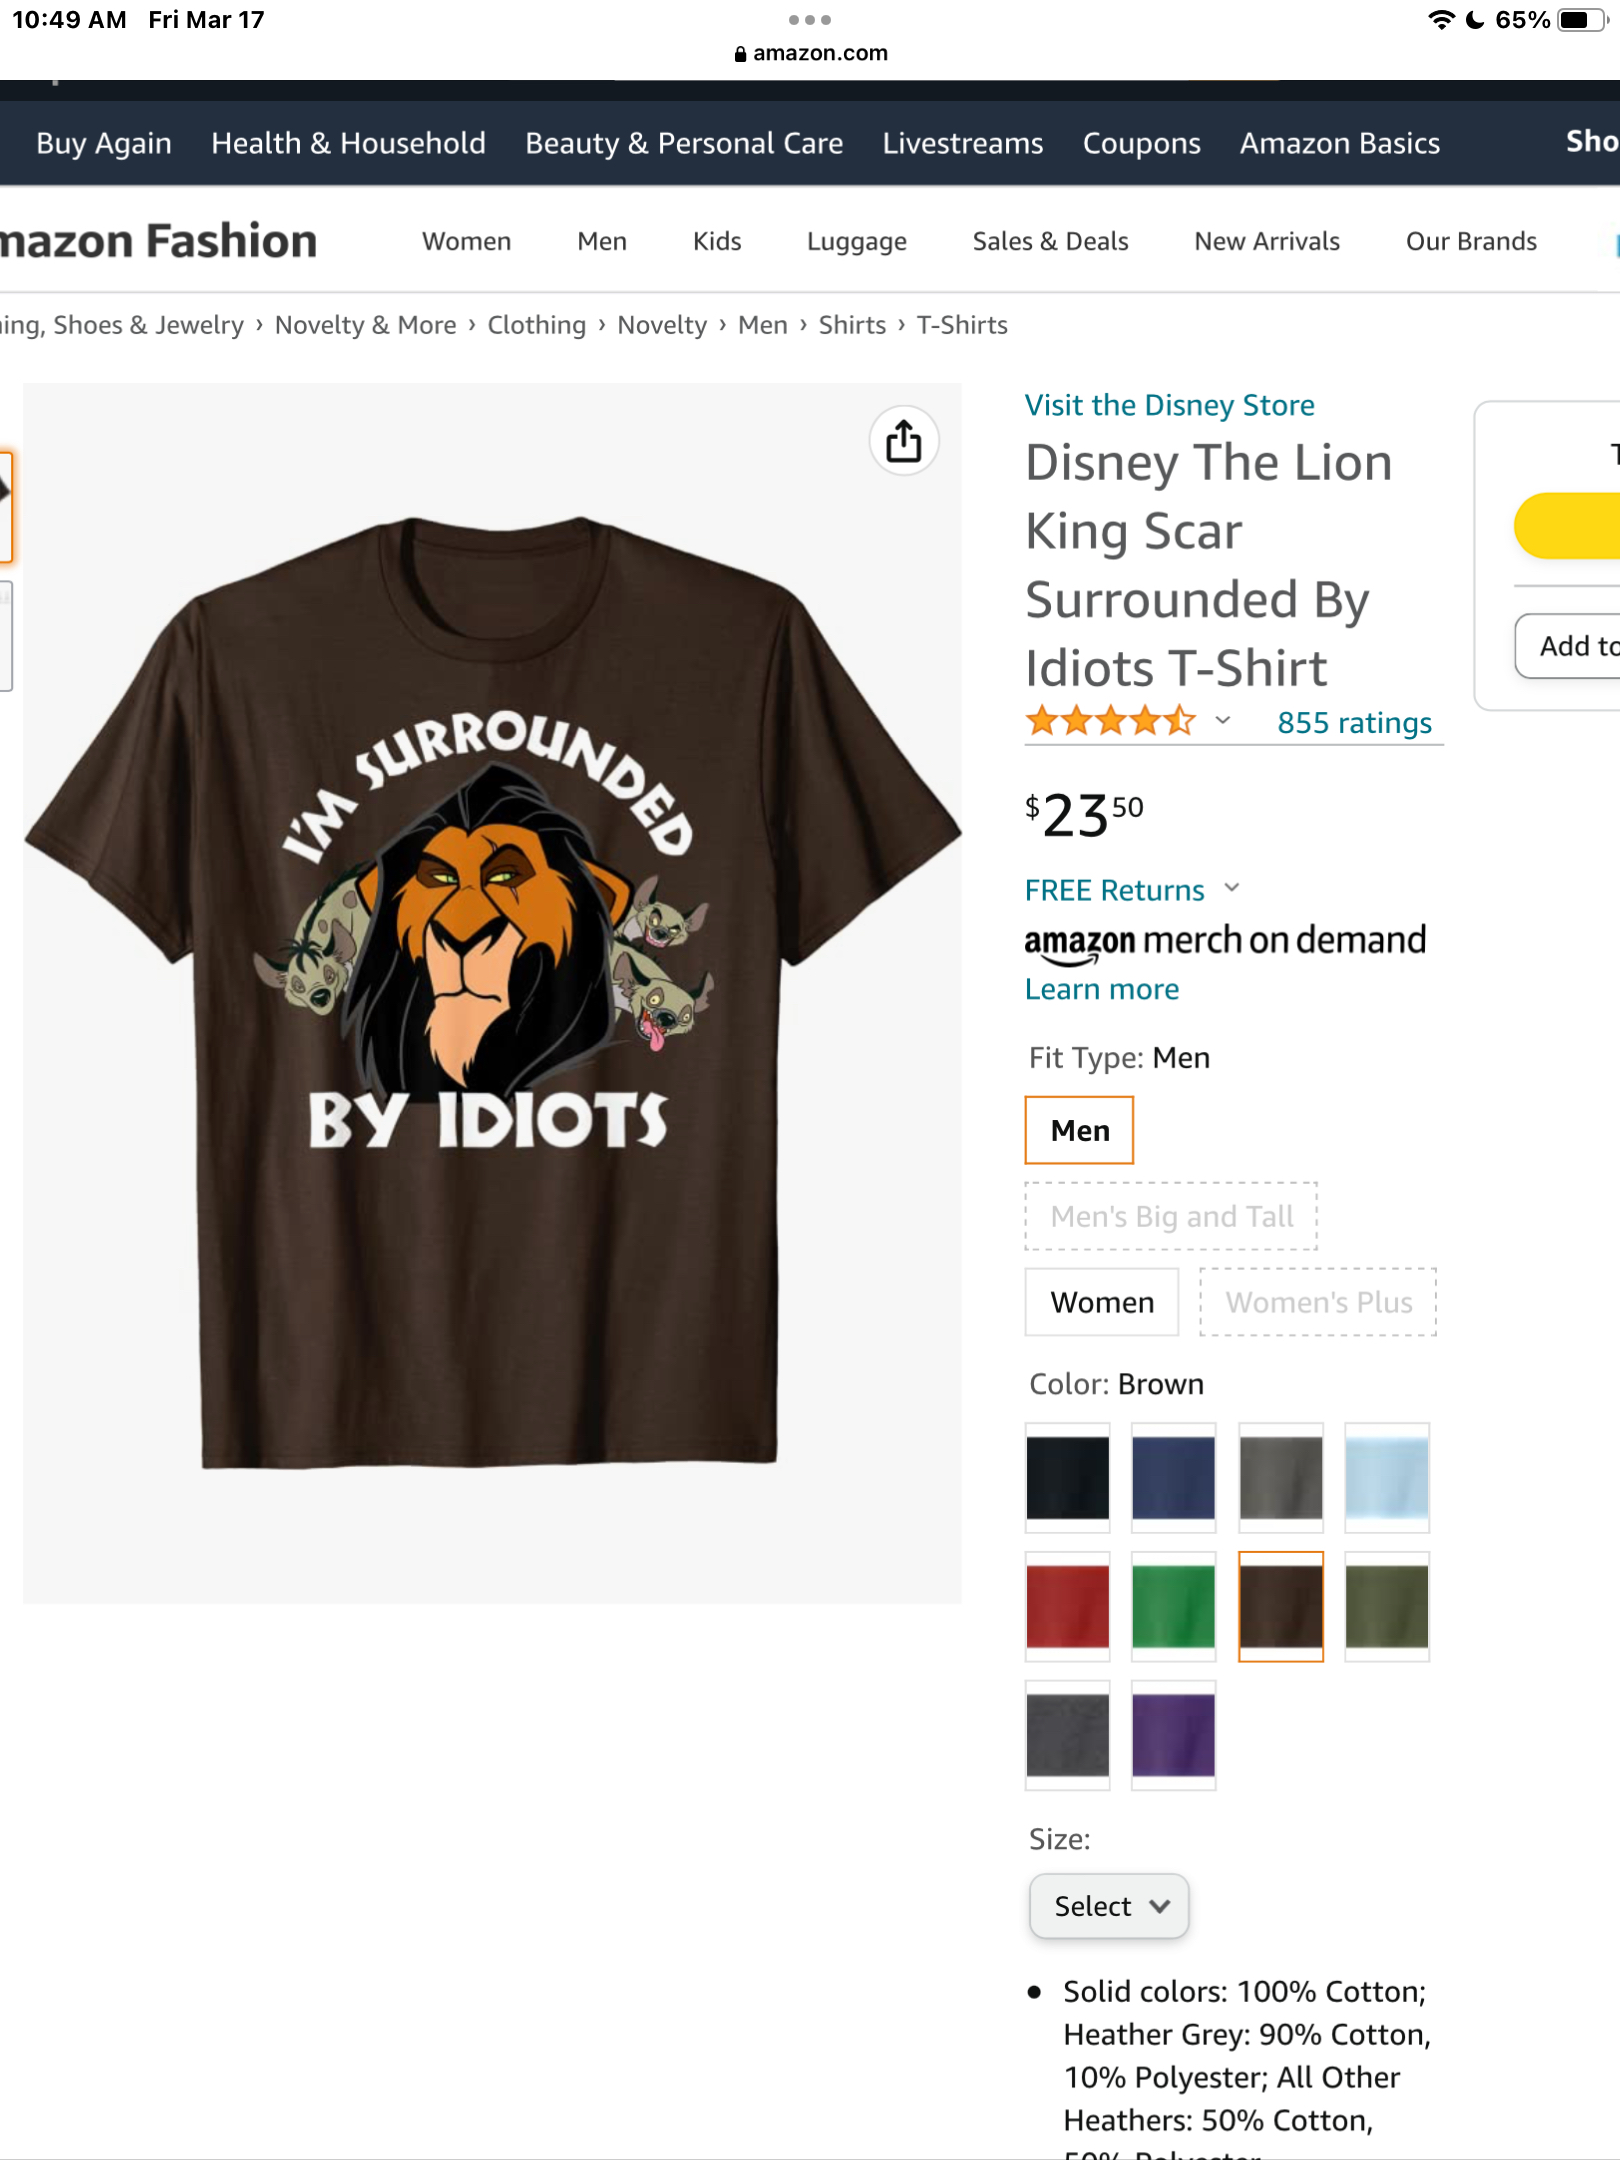 10:49 AM Fri Mar 17
65%
amazon.com
Buy Again Health & Household Beauty & Personal Care Livestreams Coupons Amazon Basics Sho
mazon Fashion Women Men Kids Luggage Sales & Deals New Arrivals Our Brands
ing, Shoes & Jewelry › Novelty & More › Clothing › Novelty › Men › Shirts › T-Shirts
I'M SURROUNDED
BY IDIOTS
Visit the Disney Store
Disney The Lion
King Scar
Surrounded By
Idiots T-Shirt
855 ratings
$23 50
FREE Returns
amazon merch on demand
Learn more
Fit Type: Men
Men
Men's Big and Tall
Women Women's Plus
Color: Brown
Size:
Select
• Solid colors: 100% Cotton;
Heather Grey: 90% Cotton,
10% Polyester; All Other
Heathers: 50% Cotton,
50% Polyester
Add to